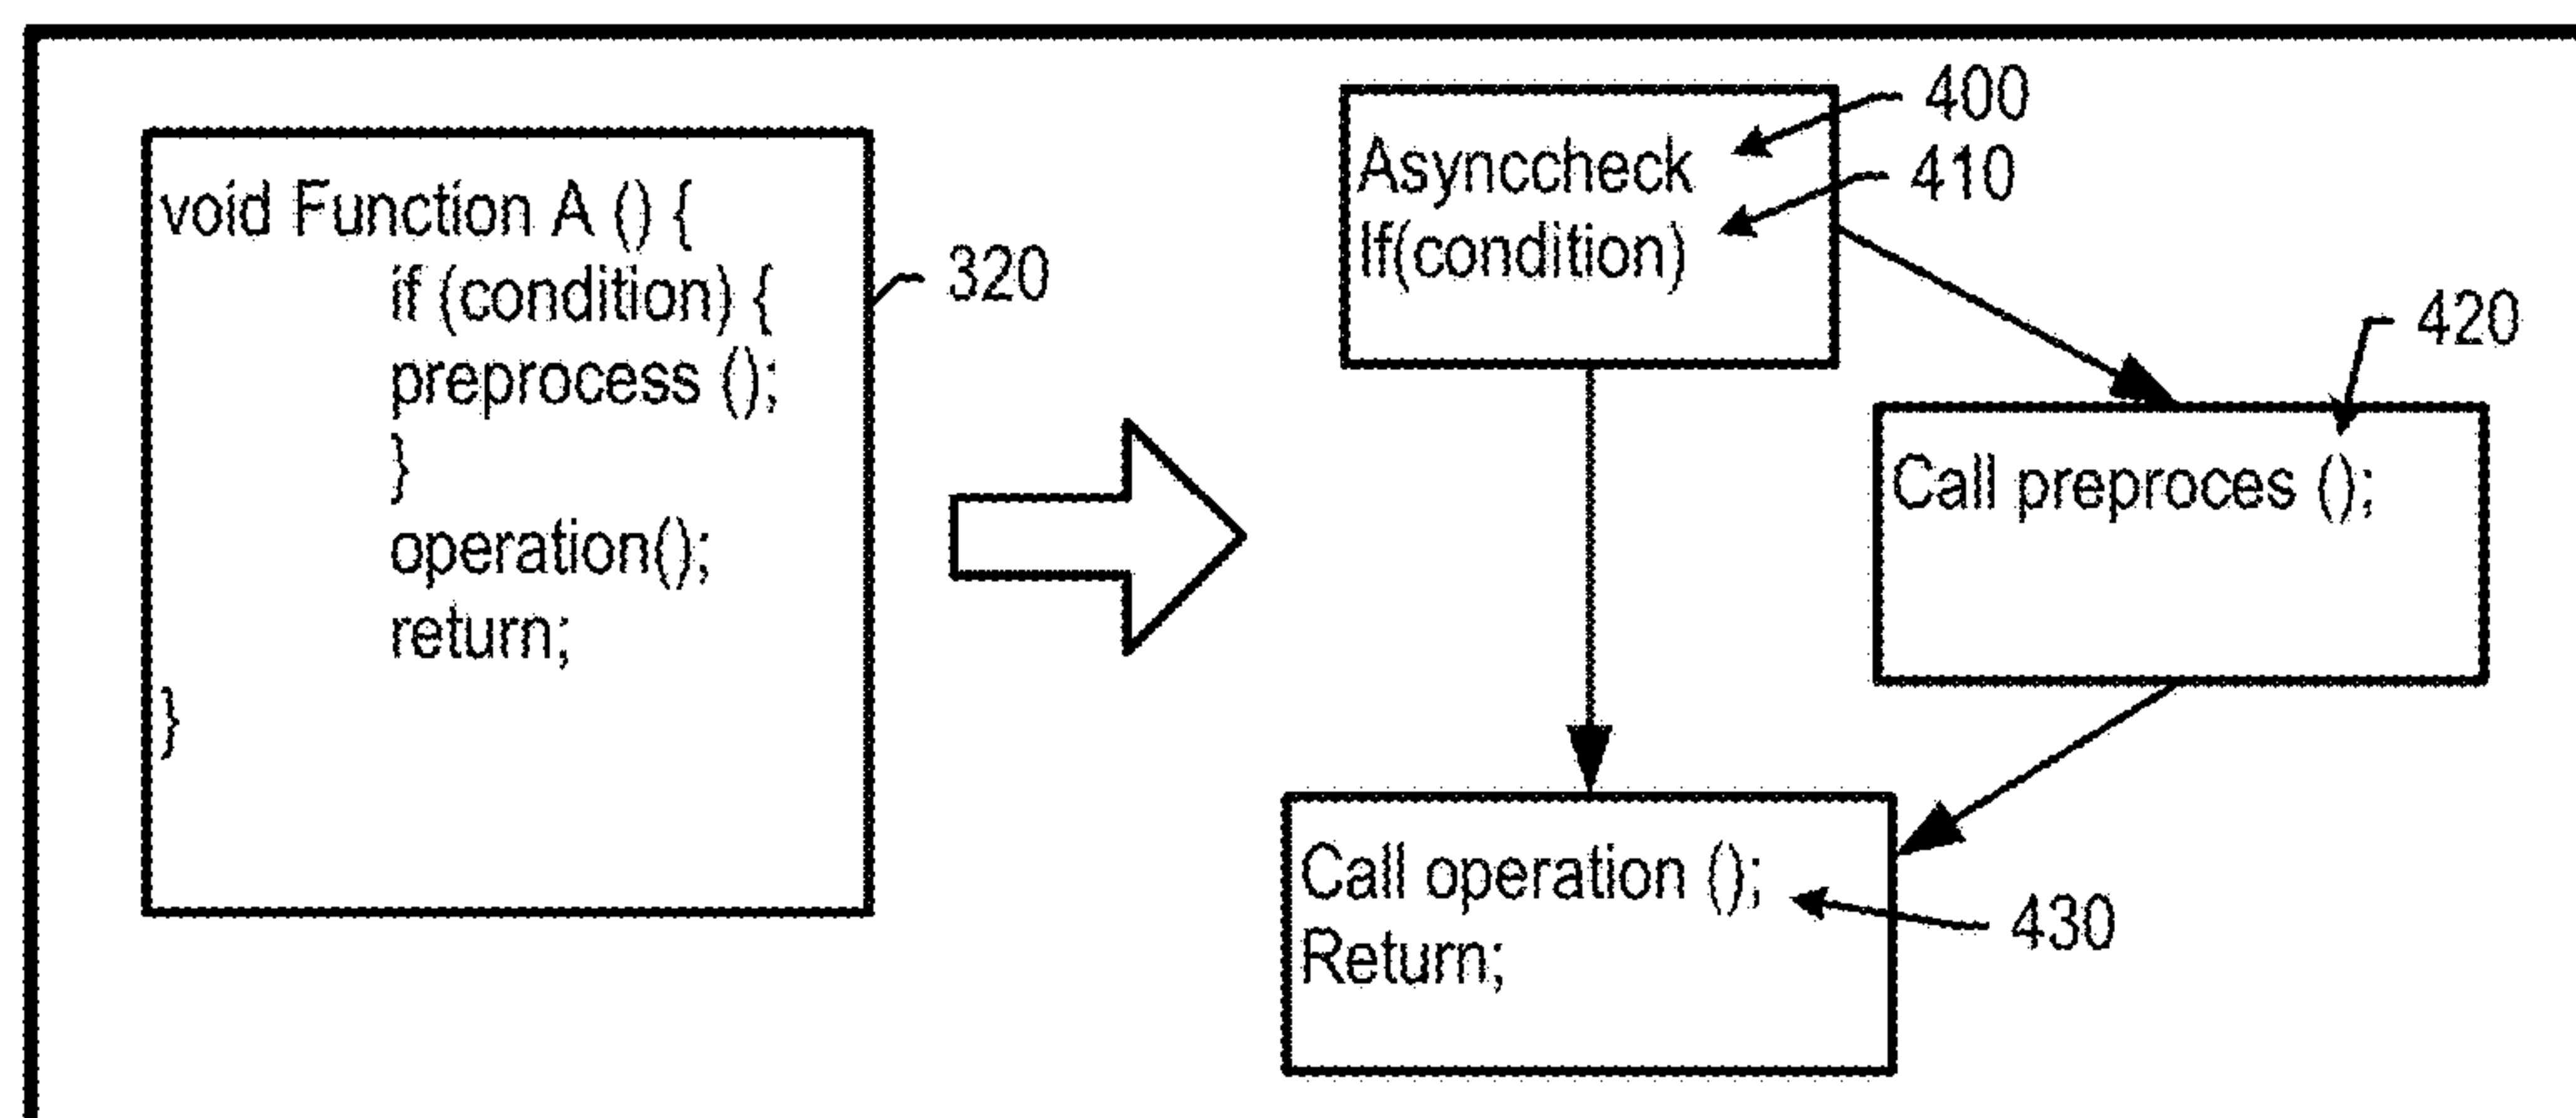 void Function A () {
if (condition) {
preprocess ();
}
operation();
return;
}
320
Asynccheck
If(condition)
400
410
420
Call preproces ();
Call operation ();
Return;
430